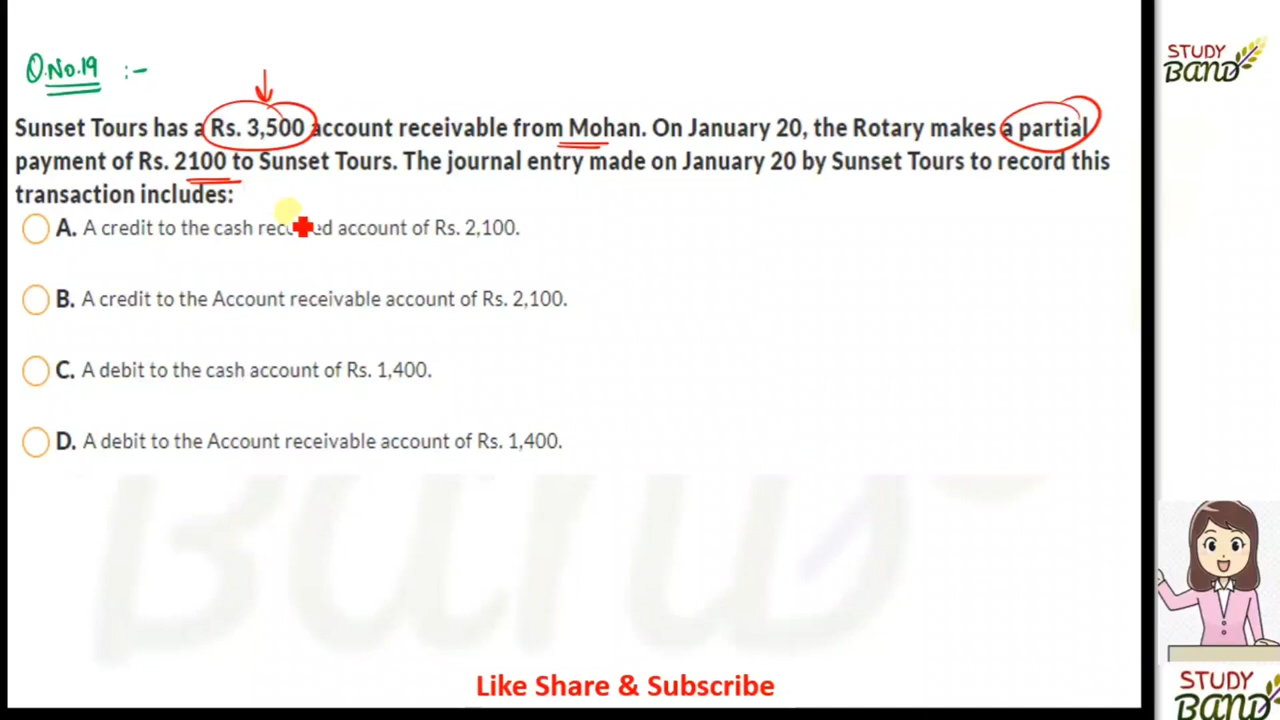 Q.No.19 :-
STUDY
BAND
Sunset Tours has a Rs. 3,500 account receivable from Mohan. On January 20, the Rotary makes a partial
payment of Rs. 2100 to Sunset Tours. The journal entry made on January 20 by Sunset Tours to record this
transaction includes:
A. A credit to the cash received account of Rs. 2,100.
B. A credit to the Account receivable account of Rs. 2,100.
C. A debit to the cash account of Rs. 1,400.
D. A debit to the Account receivable account of Rs. 1,400.
Band
Like Share & Subscribe
STUDY
BAND